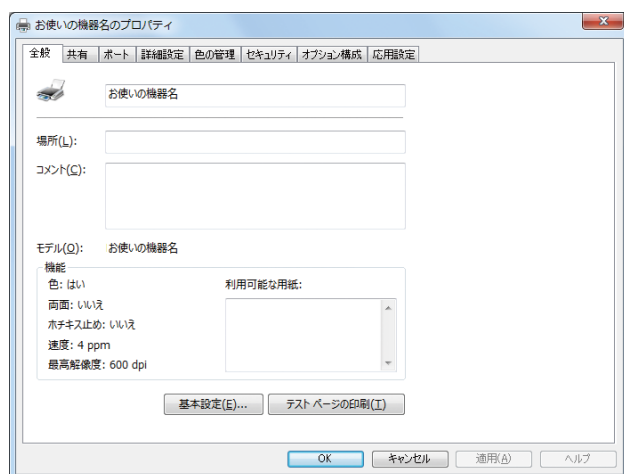 お使いの機器名のプロパティ
全般 共有 ポート 詳細設定 色の管理 セキュリティ オプション構成 応用設定
お使いの機器名
場所(L):
コメント(C):
モデル(O): お使いの機器名
機能
色: はい 利用可能な用紙:
両面: いいえ
ホチキス止め: いいえ
速度: 4 ppm
最高解像度: 600 dpi
基本設定(E)... テスト ページの印刷(T)
OK キャンセル 適用(A) ヘルプ